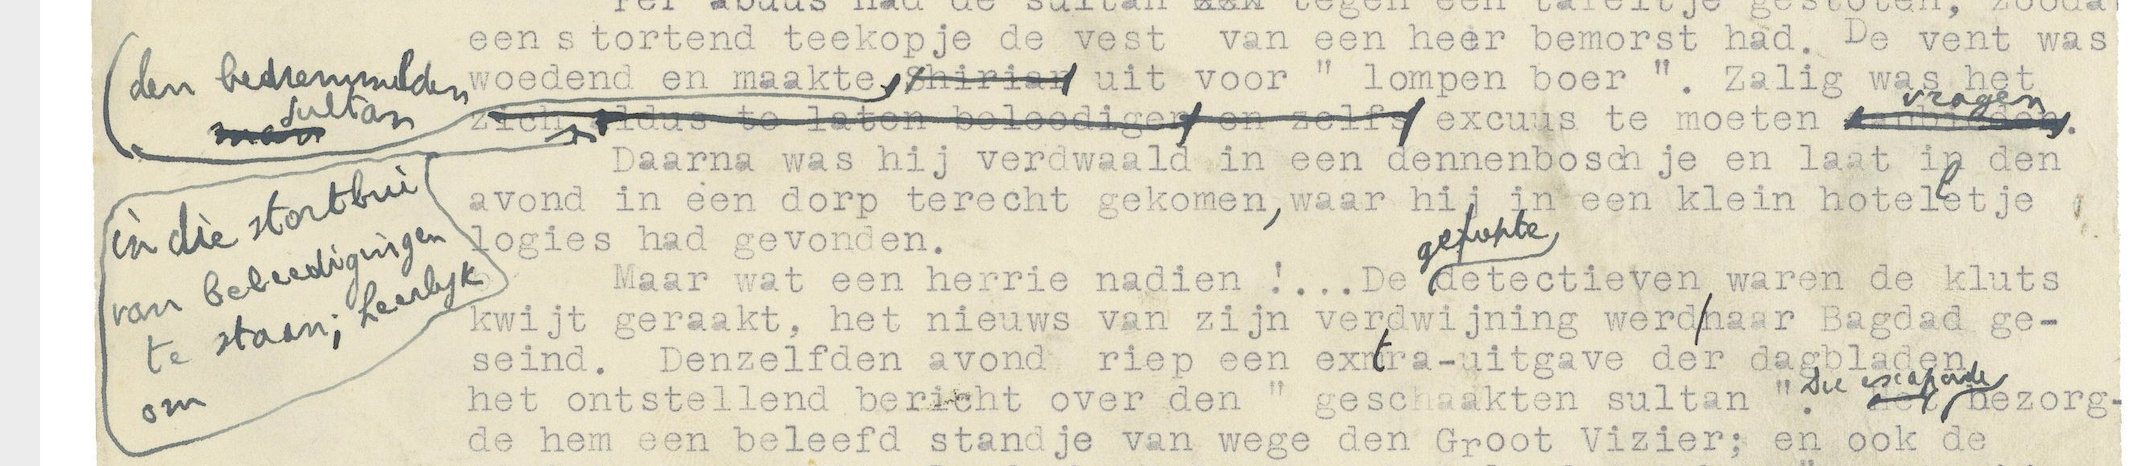 Per abuus had de sultan tegen een tafeltje gestoten, zooda
een stortend teekopje de vest van een heer bemorst had. De vent was
den bedremmelden
sultan
man
woedend en maakte Shirian uit voor " lompen boer ". Zalig was het
vragen
zich aldus te laten beleedigen en zelfs excuus te moeten aanbieden.
in die stortbui
van beleedigingen
te staan; heerlijk
om
Daarna was hij verdwaald in een dennenboschje en laat in den
avond in een dorp terecht gekomen, waar hij in een klein hoteletje
l
logies had gevonden.
gefopte
Maar wat een herrie nadien !...De detectieven waren de kluts
kwijt geraakt, het nieuws van zijn verdwijning werd/naar Bagdad ge-
seind. Denzelfden avond riep een extra-uitgave der dagbladen
Die escapade
het ontstellend bericht over den " geschaakten sultan ". Het bezorg-
de hem een beleefd standje van wege den Groot Vizier; en ook de